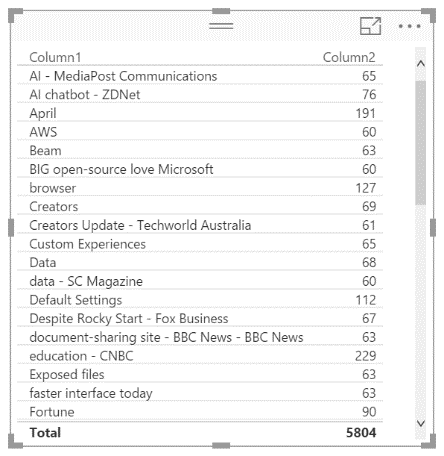 Column1 Column2
AI - MediaPost Communications 65
AI chatbot - ZDNet 76
April 191
AWS 60
Beam 63
BIG open-source love Microsoft 60
browser 127
Creators 69
Creators Update - Techworld Australia 61
Custom Experiences 65
Data 68
data - SC Magazine 60
Default Settings 112
Despite Rocky Start - Fox Business 67
document-sharing site - BBC News - BBC News 63
education - CNBC 229
Exposed files 63
faster interface today 63
Fortune 90
Total 5804